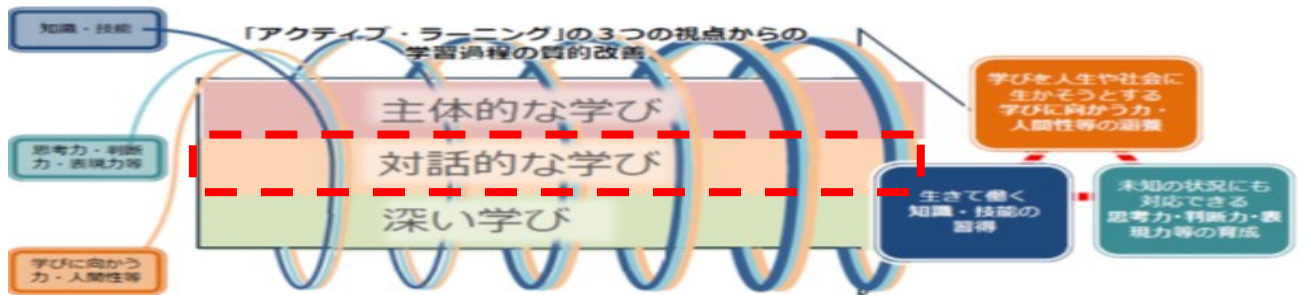 知識・技能
「アクティブ・ラーニング」の３つの視点からの
学習過程の質的改善
主体的な学び
対話的な学び
深い学び
思考力・判断
力・表現力等
学びに向かう
力・人間性等
学びを人生や社会に
生かそうとする
学びに向かう力・
人間性等の涵養
生きて働く
知識・技能の
習得
未知の状況にも
対応できる
思考力・判断力・表
現力等の育成